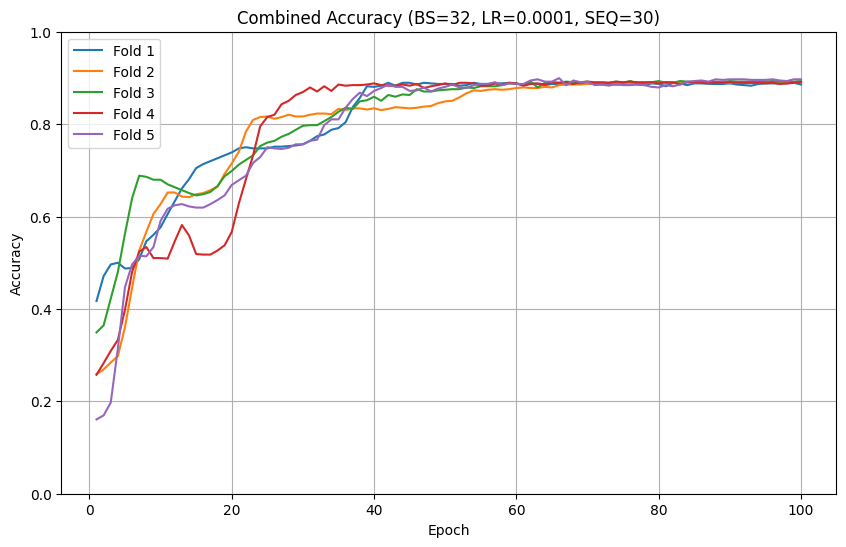 Combined Accuracy (BS=32, LR=0.0001, SEQ=30)
Fold 1
Fold 2
Fold 3
Fold 4
Fold 5
Accuracy
1.0
0.8
0.6
0.4
0.2
0.0
0
20
40
60
80
100
Epoch